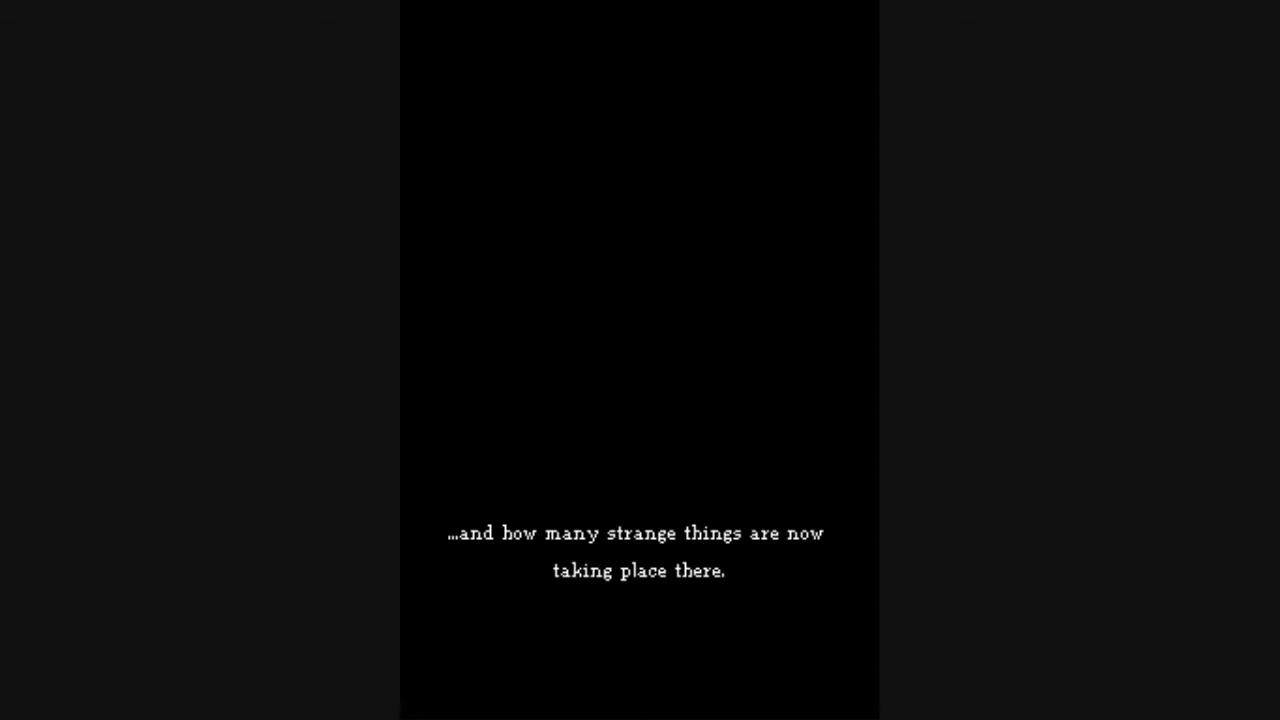 ...and how many strange things are now
taking place there.